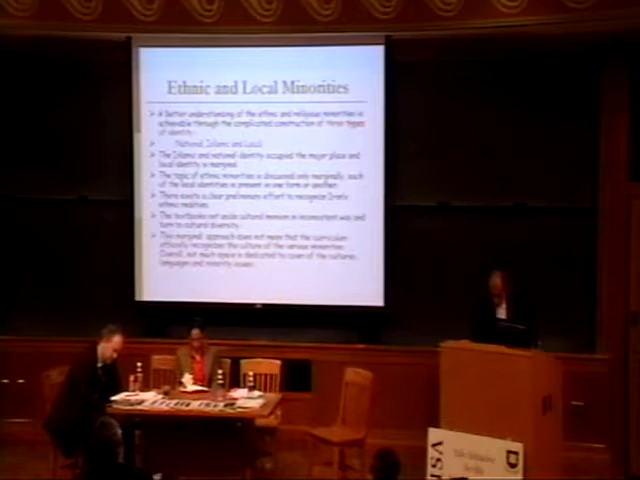 Ethnic and Local Minorities
A better understanding of the ethnic and religious minorities is
achievable through the complicated construction of three types
of identity:
National, Islamic and Local
The Islamic and national identity occupied the major place and
local identity is marginal.
The topic of ethnic minorities is discussed only marginally, each
of the local identities is present in one form or another.
There exists a clear preliminary effort to recognize
ethnic realities.
The textbooks set aside cultural memoirs in inconsistent way and
turn to cultural diversity.
This marginal approach does not mean that the curriculum
critically recognizes the culture of the various minorities.
Overall, not much space is dedicated to cover of the cultures,
languages and minority issues.